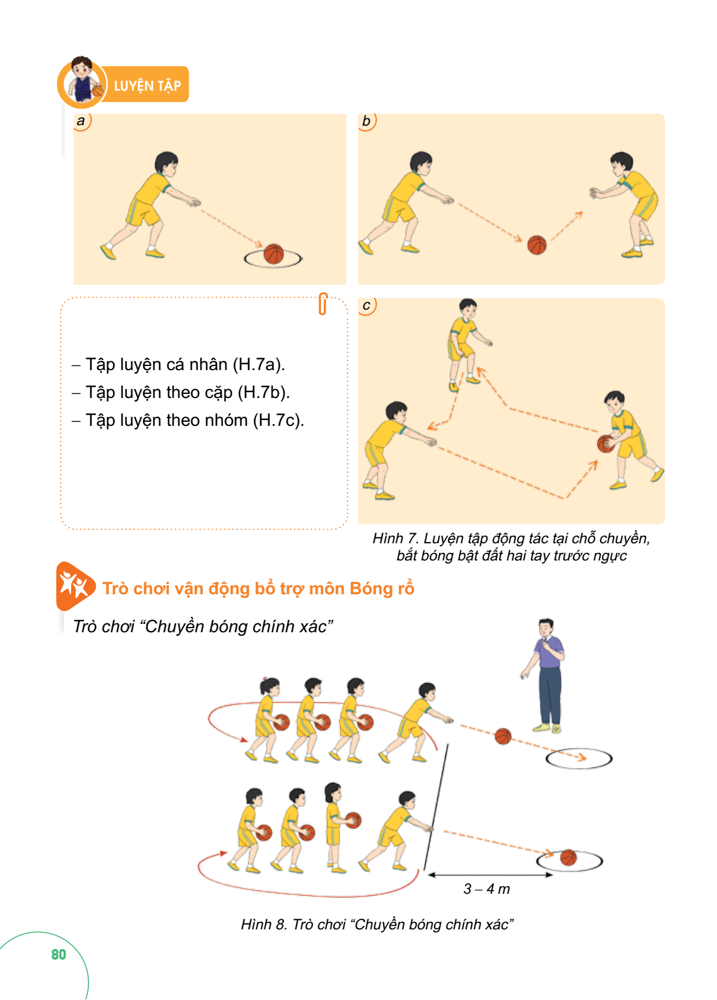 LUYỆN TẬP
a
b
– Tập luyện cá nhân (H.7a).
– Tập luyện theo cặp (H.7b).
– Tập luyện theo nhóm (H.7c).
c
Hình 7. Luyện tập động tác tại chỗ chuyền,
bắt bóng bật đất hai tay trước ngực
Trò chơi vận động bổ trợ môn Bóng rổ
Trò chơi “Chuyền bóng chính xác”
3 – 4 m
Hình 8. Trò chơi “Chuyền bóng chính xác”
80